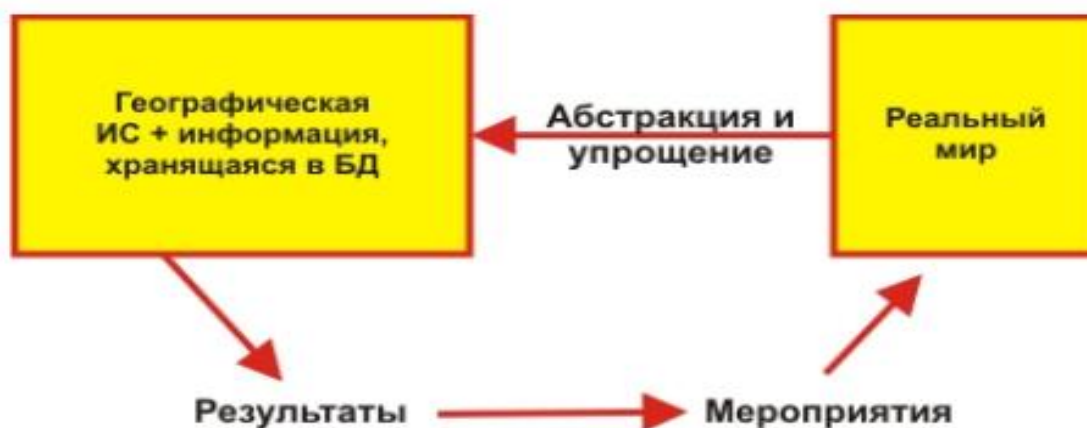 Географическая
ИС + информация,
хранящаяся в БД
Абстракция и
упрощение
Реальный
мир
Результаты
Мероприятия